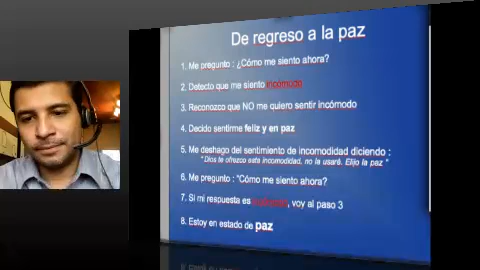 De regreso a la paz
1. Me pregunto : ¿Cómo me siento ahora?
2. Detecto que me siento incómodo
3. Reconozco que NO me quiero sentir incómodo
4. Decido sentirme feliz y en paz
5. Me deshago del sentimiento de incomodidad diciendo :
" Dios te ofrezco esta incomodidad, no la usaré. Elijo la paz "
6. Me pregunto : "Cómo me siento ahora?
7. Si mi respuesta es incómodo, voy al paso 3
8. Estoy en estado de paz